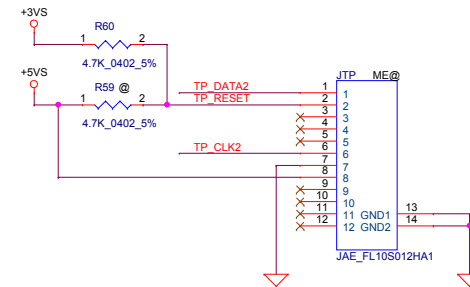 +3VS
R60
1 2
4.7K_0402_5%
+5VS
R59 @
1 2
4.7K_0402_5%
JTP ME@
TP_DATA2 1 1
TP_RESET 2 2
3 3
4 4
5 5
TP_CLK2 6 6
7 7
8 8
9 9
10 10
11 11 GND1 13
12 12 GND2 14
JAE_FL10S012HA1